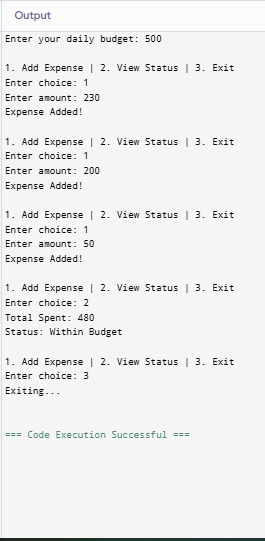 Output
Enter your daily budget: 500
1. Add Expense | 2. View Status | 3. Exit
Enter choice: 1
Enter amount: 230
Expense Added!
1. Add Expense | 2. View Status | 3. Exit
Enter choice: 1
Enter amount: 200
Expense Added!
1. Add Expense | 2. View Status | 3. Exit
Enter choice: 1
Enter amount: 50
Expense Added!
1. Add Expense | 2. View Status | 3. Exit
Enter choice: 2
Total Spent: 480
Status: Within Budget
1. Add Expense | 2. View Status | 3. Exit
Enter choice: 3
Exiting...
=== Code Execution Successful ===